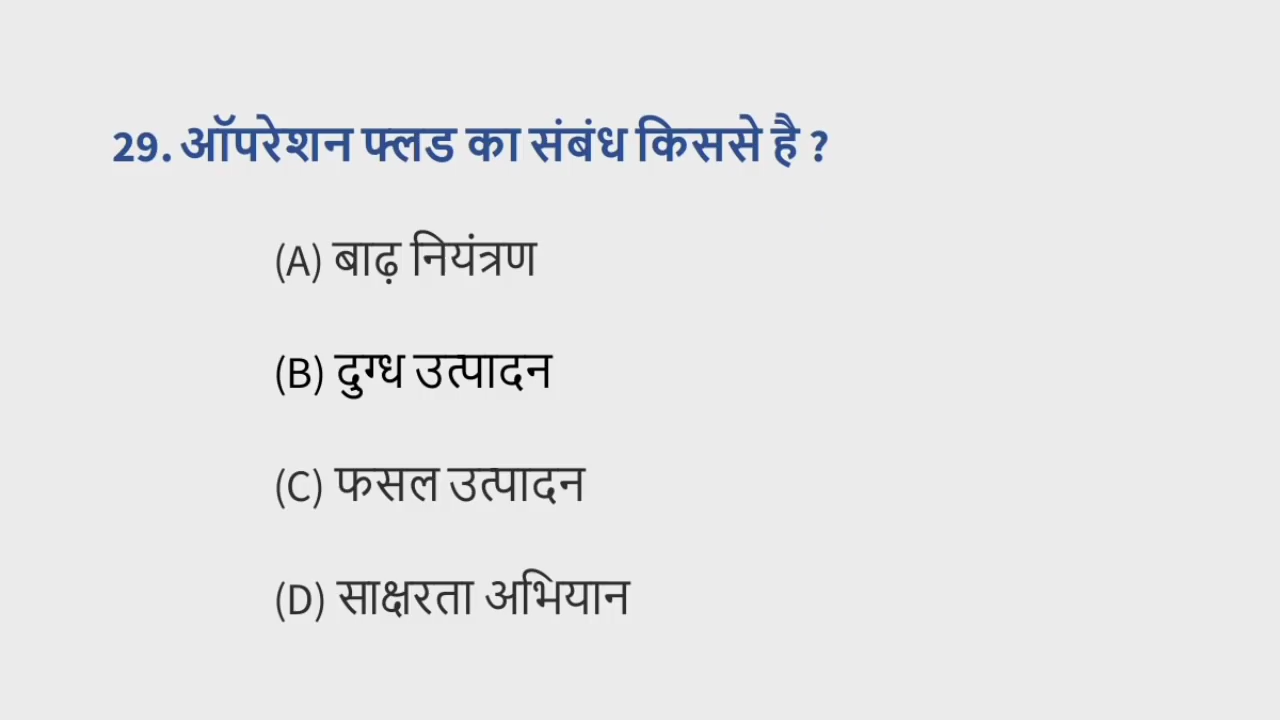 29. ऑपरेशन फ्लड का संबंध किससे है ?
(A) बाढ़ नियंत्रण
(B) दुग्ध उत्पादन
(C) फसल उत्पादन
(D) साक्षरता अभियान